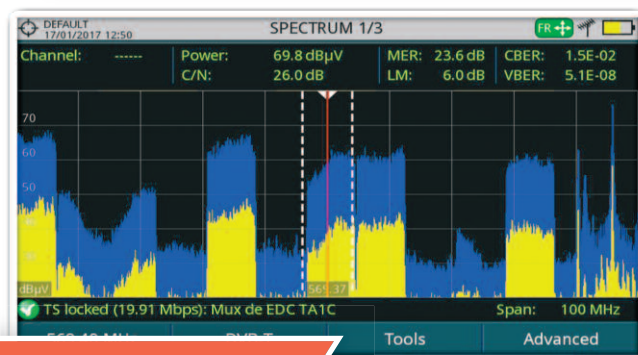 DEFAULT
17/01/2017 12:50
SPECTRUM 1/3
FR
Channel: ------ Power: 69.8 dBµV MER: 23.6 dB CBER: 1.5E-02
C/N: 26.0 dB LM: 6.0 dB VBER: 5.1E-08
70
60
50
dBµV
569.37
TS locked (19.91 Mbps): Mux de EDC TA1C Span: 100 MHz
Tools Advanced